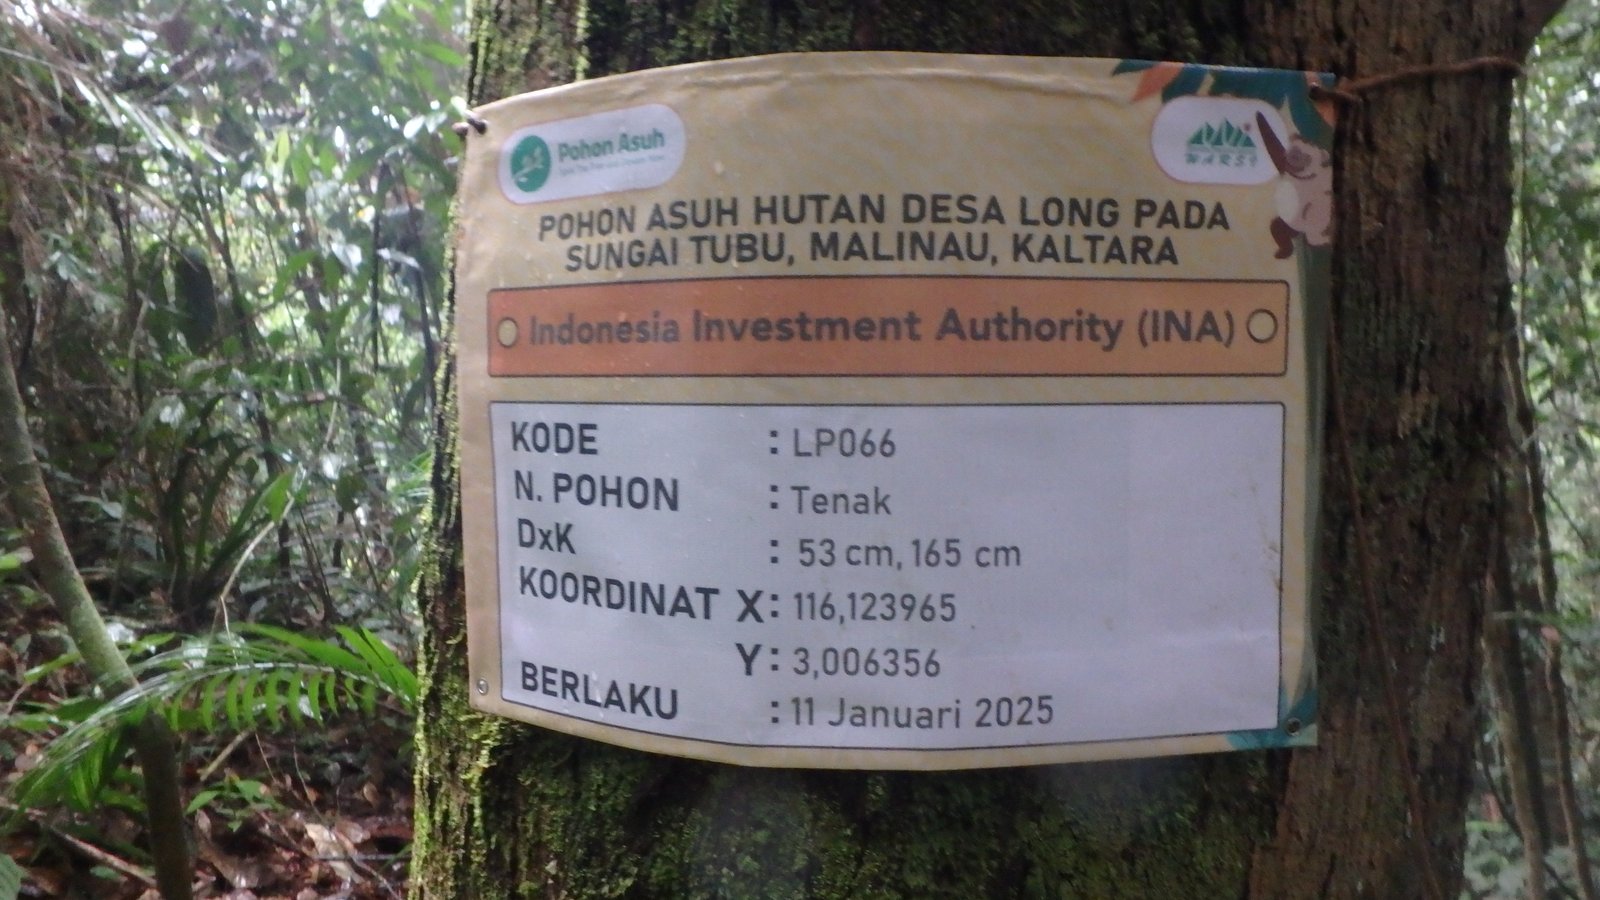 Pohon Asuh
WARSI
POHON ASUH HUTAN DESA LONG PADA
SUNGAI TUBU, MALINAU, KALTARA
Indonesia Investment Authority (INA)
KODE : LP066
N. POHON : Tenak
DxK : 53 cm, 165 cm
KOORDINAT X : 116,123965
Y : 3,006356
BERLAKU : 11 Januari 2025